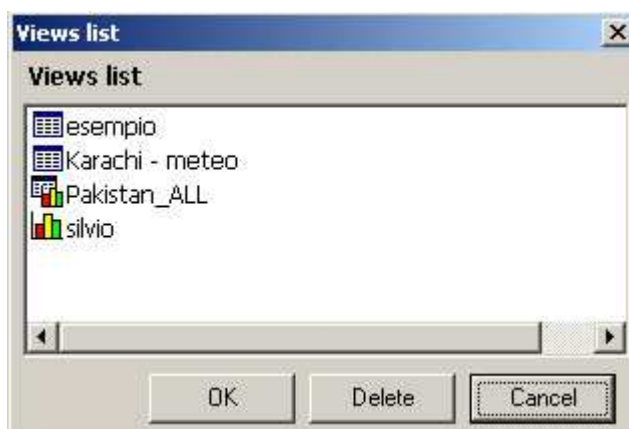 Views list
Views list
esempio
Karachi - meteo
Pakistan_ALL
silvio
OK Delete Cancel